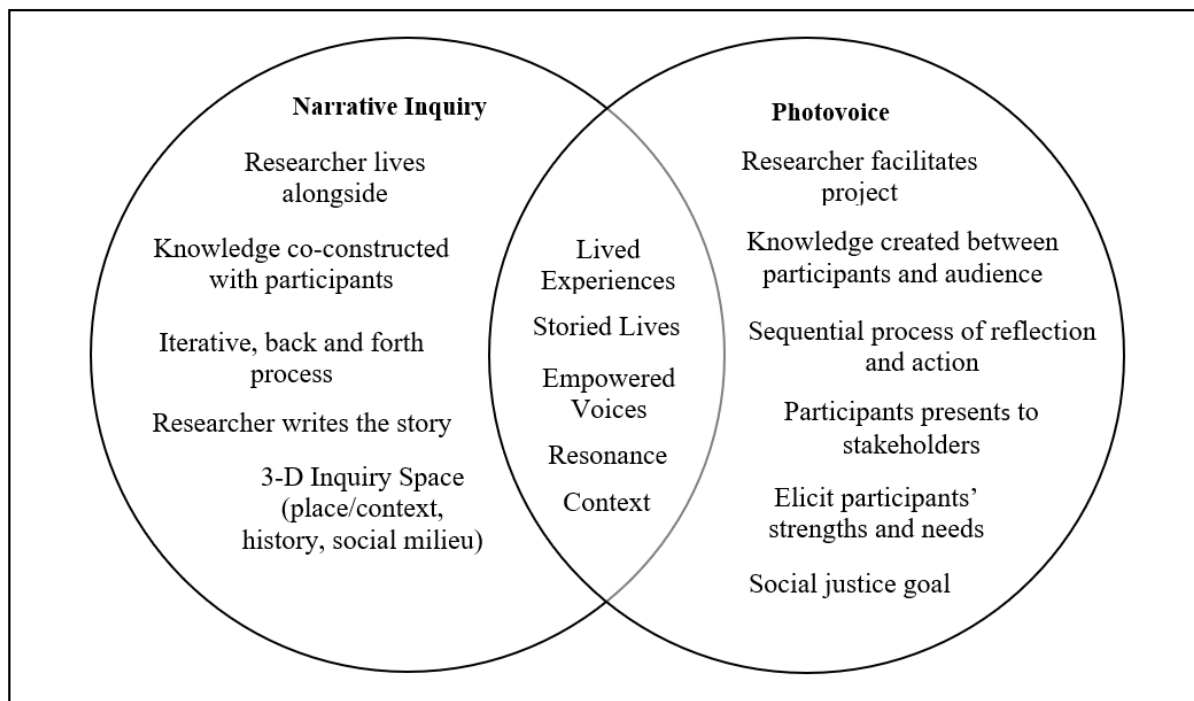 Narrative Inquiry
Researcher lives
alongside
Knowledge co-constructed
with participants
Iterative, back and forth
process
Researcher writes the story
3-D Inquiry Space
(place/context,
history, social milieu)
Lived
Experiences
Storied Lives
Empowered
Voices
Resonance
Context
Photovoice
Researcher facilitates
project
Knowledge created between
participants and audience
Sequential process of reflection
and action
Participants presents to
stakeholders
Elicit participants’
strengths and needs
Social justice goal